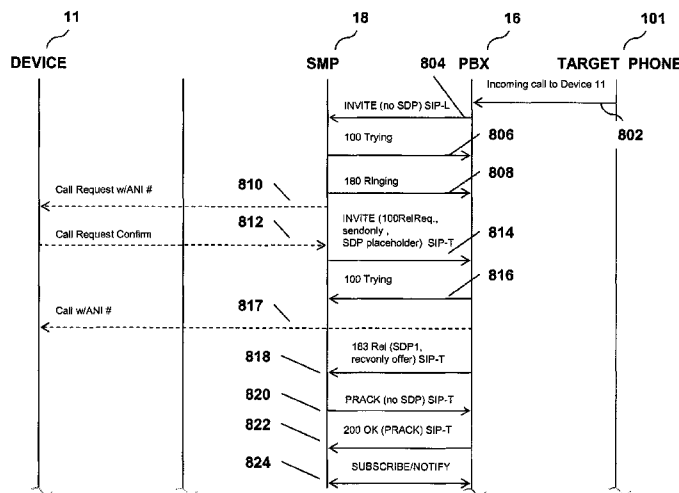 11
18
16
101
DEVICE
SMP
804
PBX
TARGET PHONE
Incoming call to Device 11
INVITE (no SDP) SIP-L
802
100 Trying
806
810
180 Ringing
808
Call Request w/ANI #
812
INVITE (100RelReq.,
sendonly ,
SDP placeholder) SIP-T
814
Call Request Confirm
816
100 Trying
817
Call w/ANI #
183 Rel (SDP1,
recvonly offer) SIP-T
818
820
PRACK (no SDP) SIP-T
822
200 OK (PRACK) SIP-T
824
SUBSCRIBE/NOTIFY